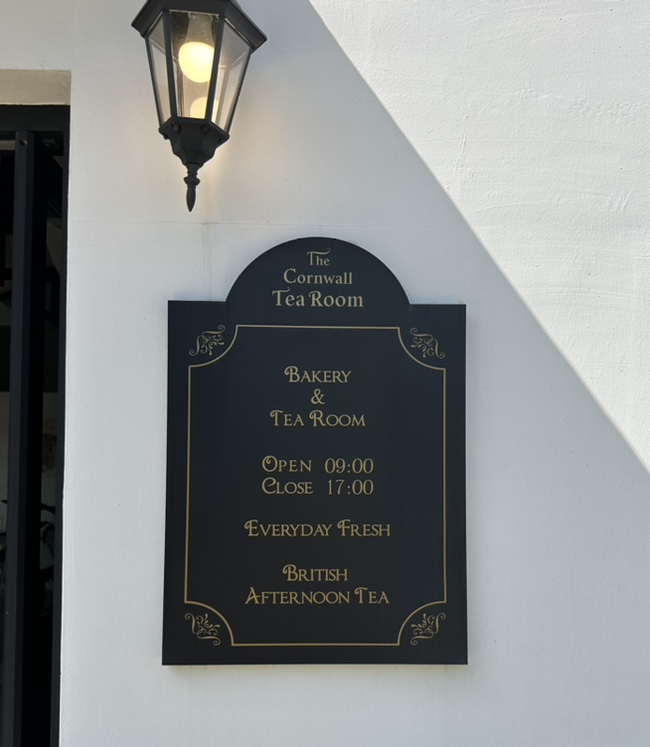 The
Cornwall
Tea Room
Bakery
&
Tea Room
Open 09:00
Close 17:00
Everyday Fresh
British
Afternoon Tea